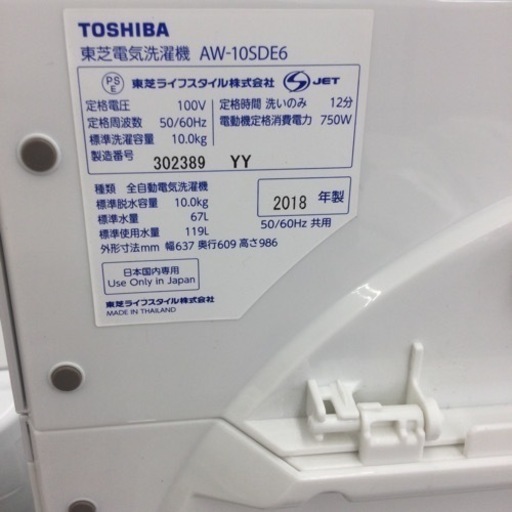 TOSHIBA
東芝電気洗濯機 AW-10SDE6
PS E 東芝ライフスタイル株式会社 S JET
定格電圧 100V
定格周波数 50/60Hz
標準洗濯容量 10.0kg
定格時間 洗いのみ 12分
電動機定格消費電力 750W
製造番号 302389 YY
種類 全自動電気洗濯機
標準脱水容量 10.0kg
標準水量 67L
標準使用水量 119L
外形寸法mm 幅637 奥行609 高さ986
2018 年製
50/60Hz 共用
日本国内専用
Use Only in Japan
東芝ライフスタイル株式会社
MADE IN THAILAND